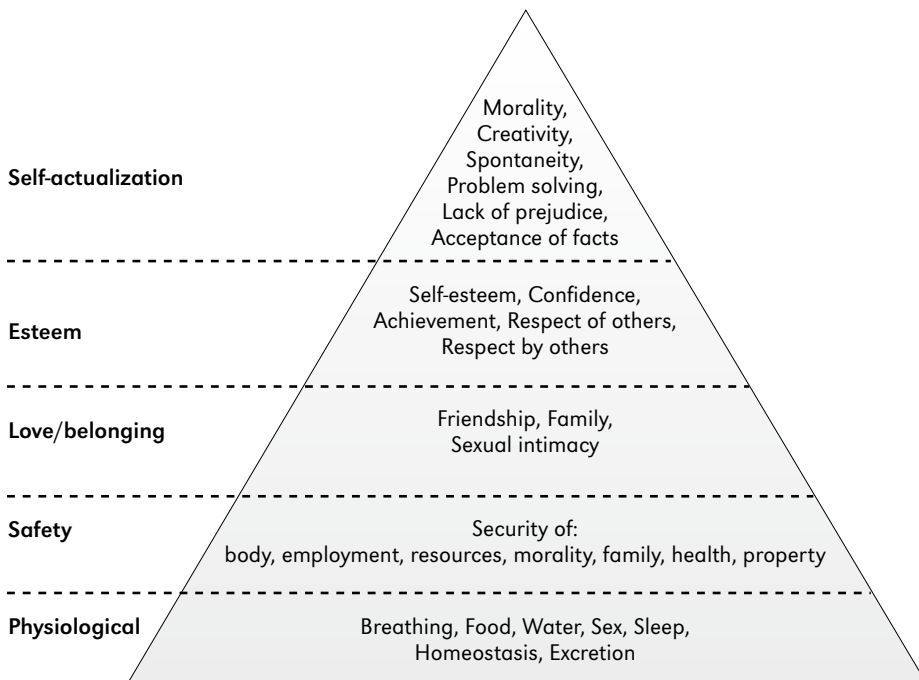 Morality,
Creativity,
Spontaneity,
Problem solving,
Lack of prejudice,
Acceptance of facts
Self-actualization
Self-esteem, Confidence,
Achievement, Respect of others,
Respect by others
Esteem
Friendship, Family,
Sexual intimacy
Love/belonging
Security of:
body, employment, resources, morality, family, health, property
Safety
Breathing, Food, Water, Sex, Sleep,
Homeostasis, Excretion
Physiological